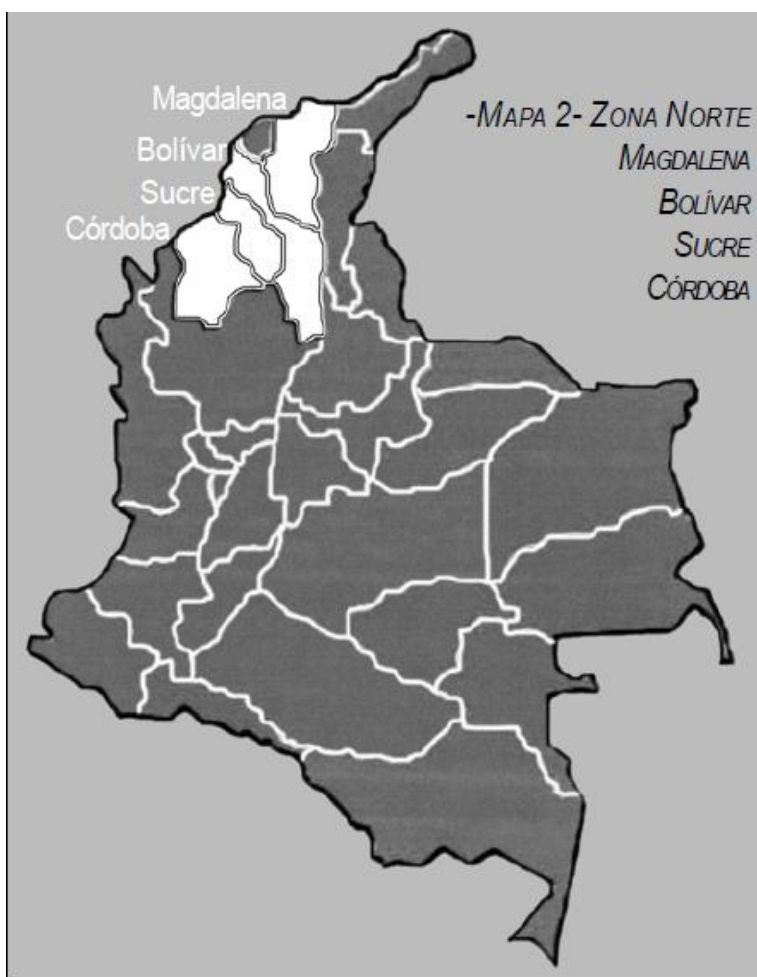 Magdalena
Bolívar
Sucre
Córdoba
-MAPA 2- ZONA NORTE
MAGDALENA
BOLÍVAR
SUCRE
CÓRDOBA